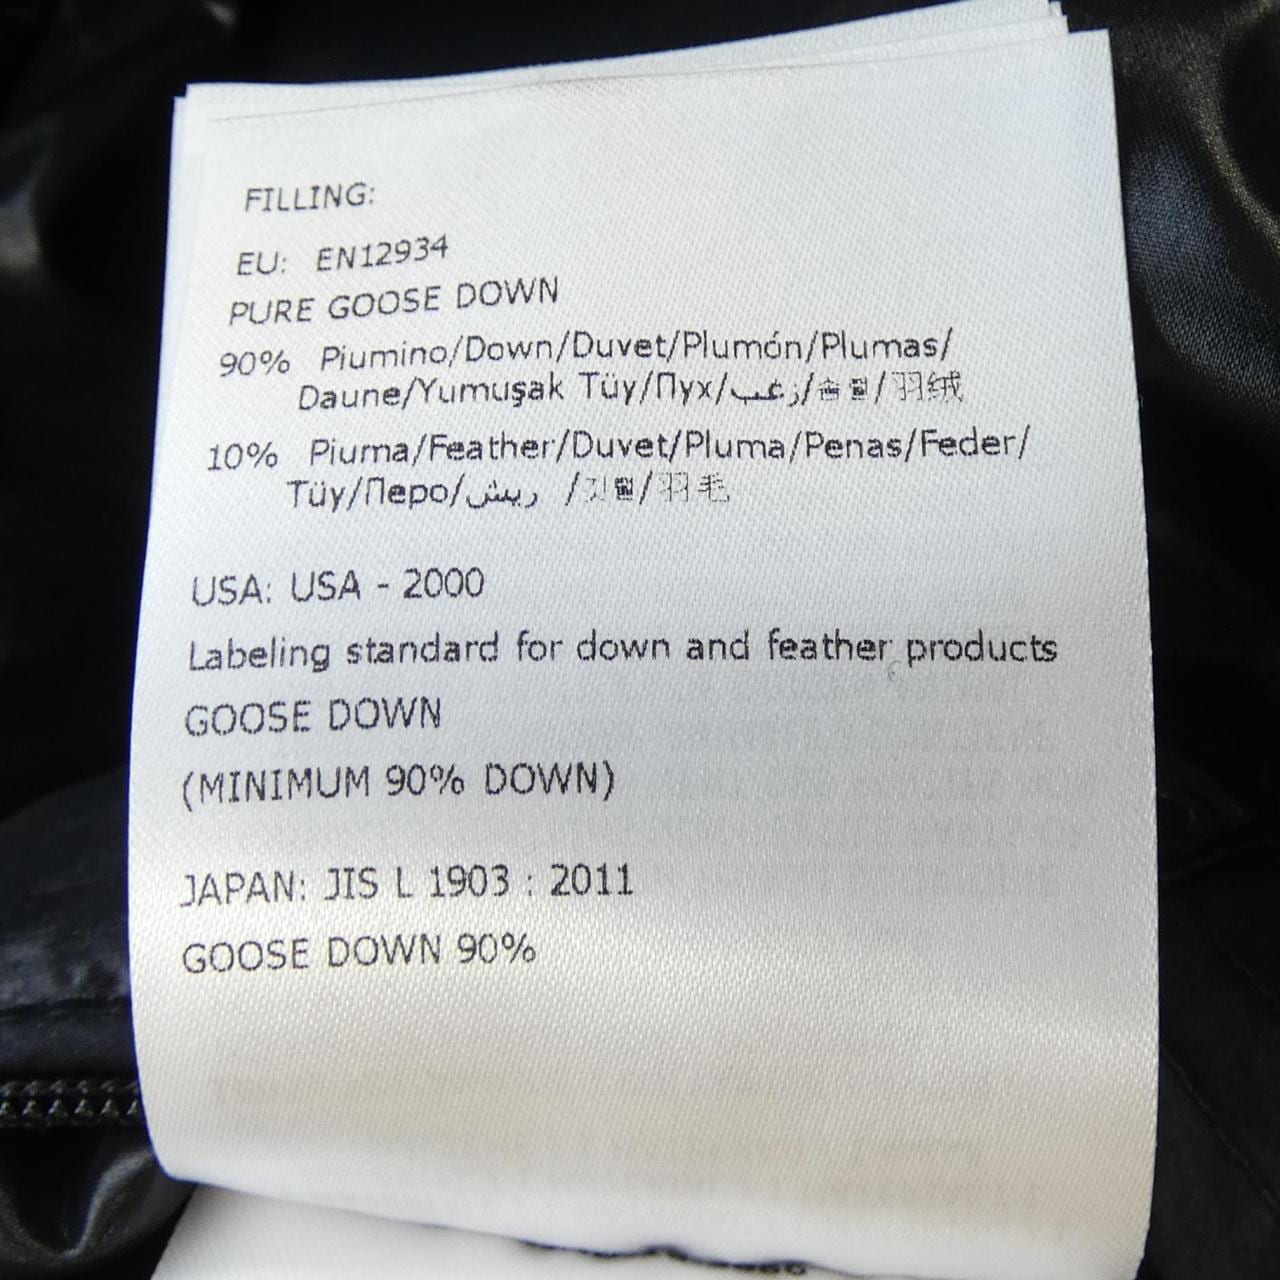 FILLING:
EU: EN12934
PURE GOOSE DOWN
90% Piumino/Down/Duvet/Plumón/Plumas/
Daune/Yumuşak Tüy/Пух/زغب/솜털/羽绒
10% Piuma/Feather/Duvet/Pluma/Penas/Feder/
Tüy/Перо/ريش /깃털/羽毛
USA: USA - 2000
Labeling standard for down and feather products
GOOSE DOWN
(MINIMUM 90% DOWN)
JAPAN: JIS L 1903 : 2011
GOOSE DOWN 90%